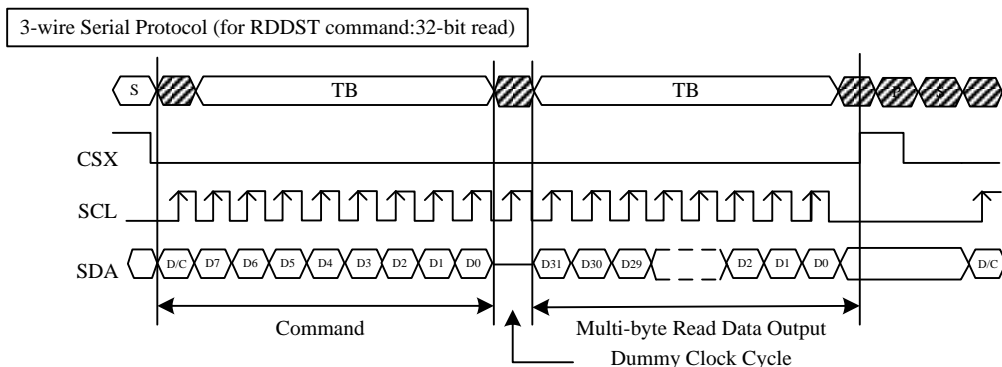 3-wire Serial Protocol (for RDDST command:32-bit read)
S TB TB
CSX
SCL
SDA D/C D7 D6 D5 D4 D3 D2 D1 D0 D31 D30 D29 D2 D1 D0 D/C
Command Multi-byte Read Data Output
Dummy Clock Cycle